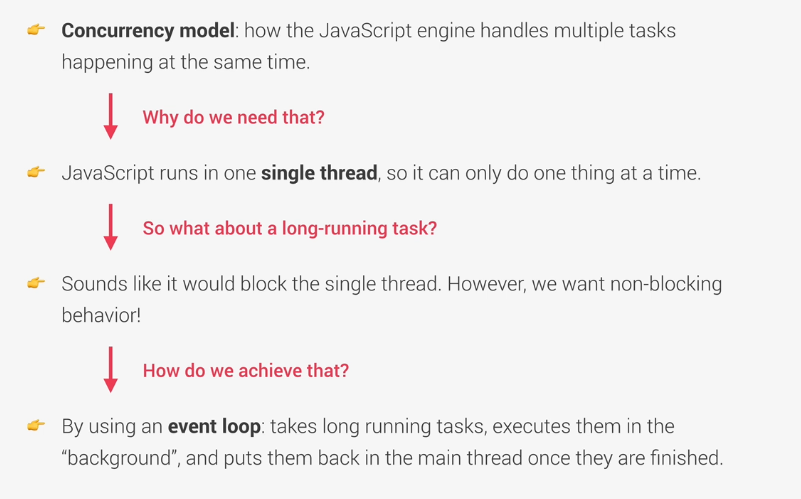 Concurrency model: how the JavaScript engine handles multiple tasks
happening at the same time.
Why do we need that?
JavaScript runs in one single thread, so it can only do one thing at a time.
So what about a long-running task?
Sounds like it would block the single thread. However, we want non-blocking
behavior!
How do we achieve that?
By using an event loop: takes long running tasks, executes them in the
“background”, and puts them back in the main thread once they are finished.